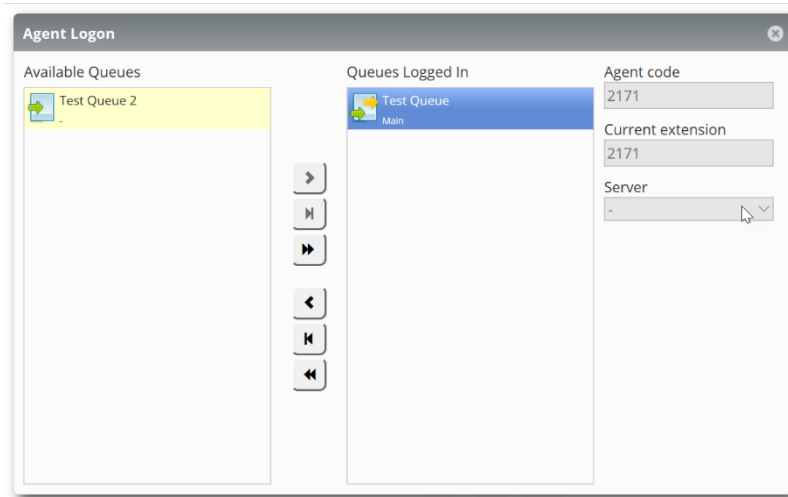 Agent Logon
Available Queues
Test Queue 2
-
Queues Logged In
Test Queue
Main
Agent code
2171
Current extension
2171
Server
-